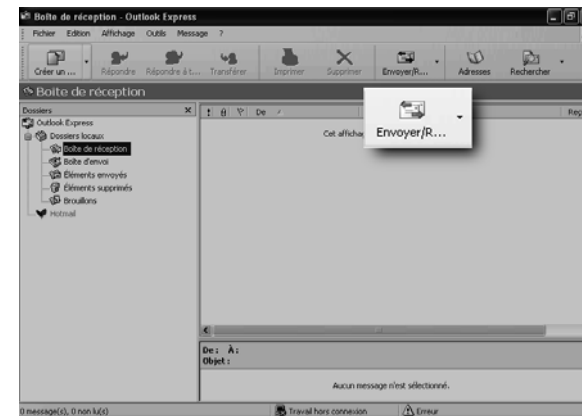 Boîte de réception - Outlook Express
Fichier Edition Affichage Outils Message ?
Créer un ... Répondre Répondre à t... Transférer Imprimer Supprimer Envoyer/R... Adresses Rechercher
Boîte de réception
Dossiers × ! De Reç
Outlook Express
Cet affichag
Envoyer/R...
Dossiers locaux
Boîte de réception
Boîte d'envoi
Éléments envoyés
Éléments supprimés
Brouillons
Hotmail
De : À :
Objet :
Aucun message n'est sélectionné.
0 message(s), 0 non lu(s) Travail hors connexion Erreur